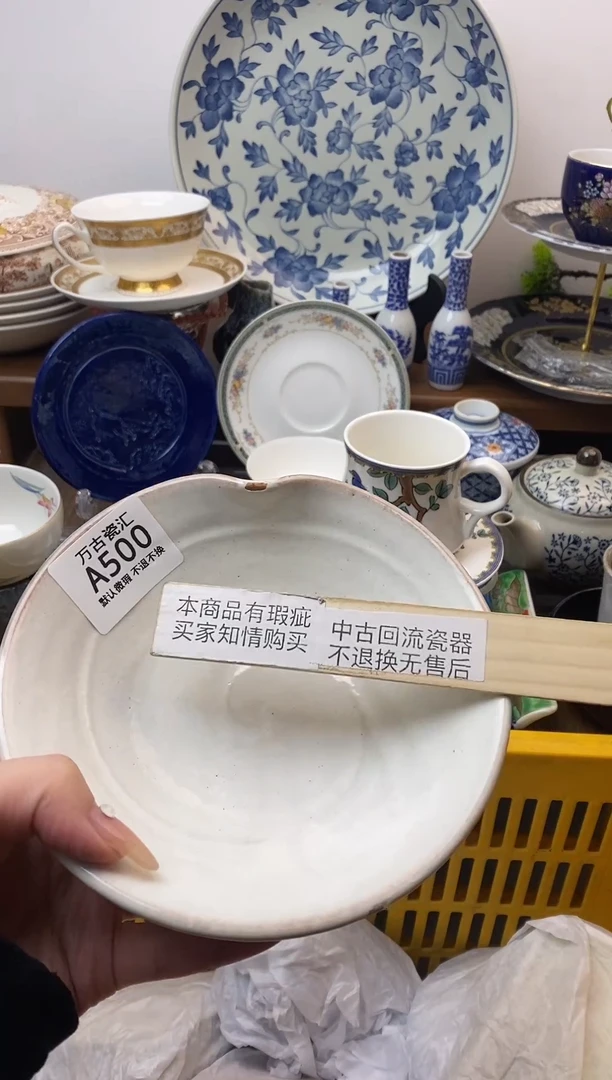 万古瓷汇
A500
默认微瑕 不退不换
本商品有瑕疵
买家知情购买
中古回流瓷器
不退换无售后